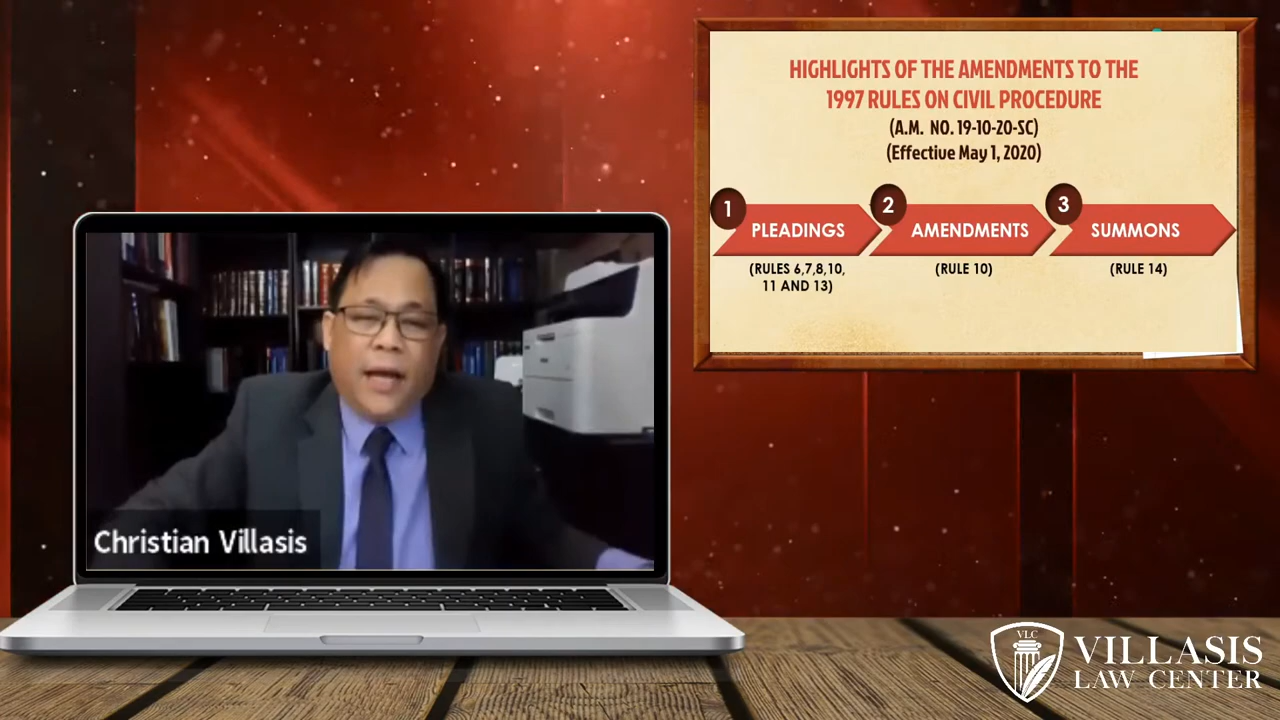 HIGHLIGHTS OF THE AMENDMENTS TO THE
1997 RULES ON CIVIL PROCEDURE
(A.M. NO. 19-10-20-SC)
(Effective May 1, 2020)
1
PLEADINGS
(RULES 6,7,8,10,
11 AND 13)
2
AMENDMENTS
(RULE 10)
3
SUMMONS
(RULE 14)
Christian Villasis
VLC
VILLASIS
LAW CENTER